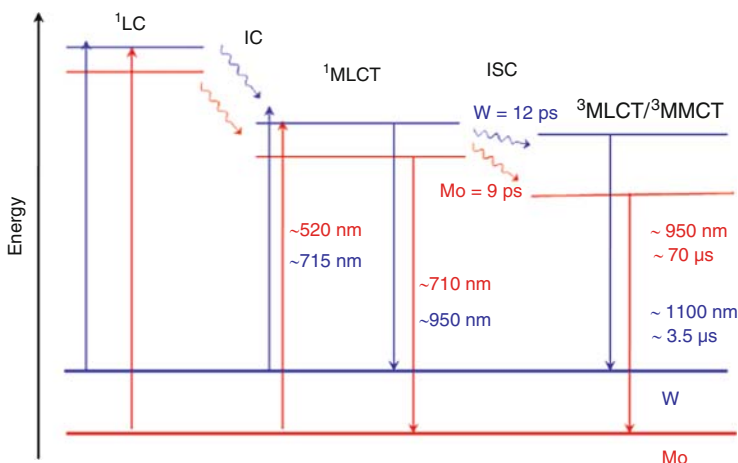 ¹LC
IC
¹MLCT
ISC
W = 12 ps
³MLCT/³MMCT
Mo = 9 ps
Energy
~520 nm
~715 nm
~710 nm
~950 nm
~ 950 nm
~ 70 µs
~ 1100 nm
~ 3.5 µs
W
Mo